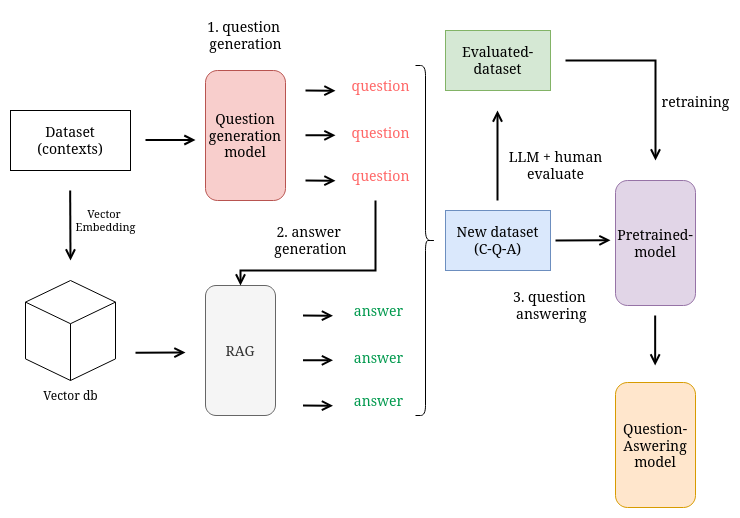 1. question
generation
Dataset
(contexts)
Question
generation
model
question
question
question
Vector
Embedding
2. answer
generation
Vector db
RAG
answer
answer
answer
Evaluated-
dataset
retraining
LLM + human
evaluate
New dataset
(C-Q-A)
Pretrained-
model
3. question
answering
Question-
Aswering
model